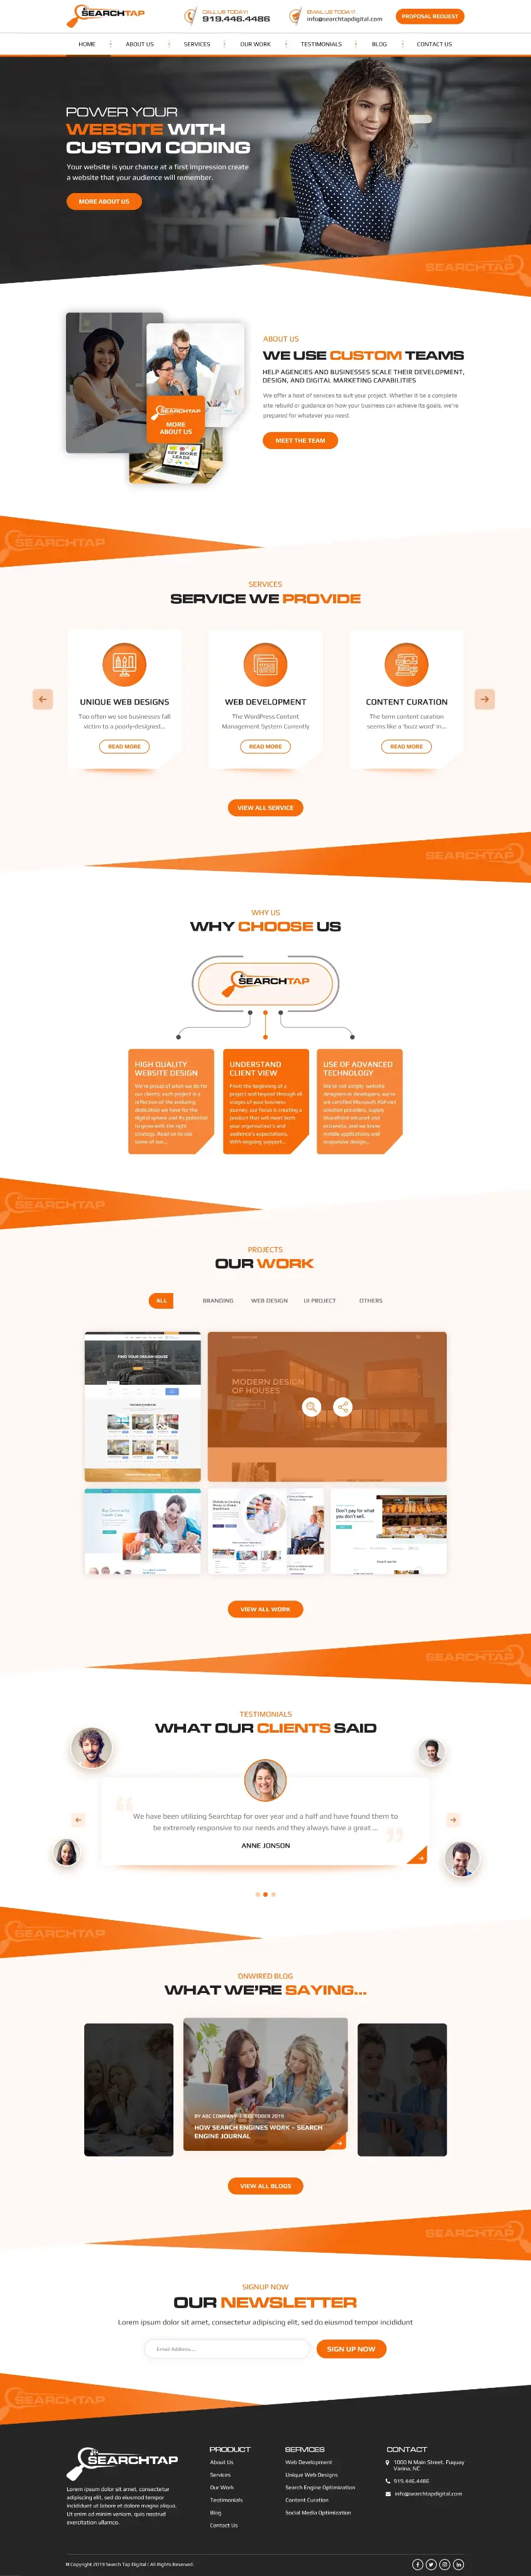 SEARCHTAP
CALL US TODAY!
919.446.4486
EMAIL US TODAY!
info@searchtapdigital.com
PROPOSAL REQUEST
HOME
ABOUT US
SERVICES
OUR WORK
TESTIMONIALS
BLOG
CONTACT US
POWER YOUR
WEBSITE WITH
CUSTOM CODING
Your website is your chance at a first impression create
a website that your audience will remember.
MORE ABOUT US
SEARCHTAP
ABOUT US
WE USE CUSTOM TEAMS
HELP AGENCIES AND BUSINESSES SCALE THEIR DEVELOPMENT,
DESIGN, AND DIGITAL MARKETING CAPABILITIES
We offer a host of services to suit your project. Whether it be a complete
site rebuild or guidance on how your business can achieve its goals, we're
prepared for whatever you need.
MEET THE TEAM
SEARCHTAP
MORE
ABOUT US
GET MORE
LEADS
SEARCHTAP
SERVICES
SERVICE WE PROVIDE
UNIQUE WEB DESIGNS
Too often we see businesses fall
victim to a poorly-designed...
READ MORE
WEB DEVELOPMENT
The WordPress Content
Management System Currently
READ MORE
CONTENT CURATION
The term content curation
seems like a 'buzz word' in...
READ MORE
VIEW ALL SERVICE
SEARCHTAP
WHY US
WHY CHOOSE US
SEARCHTAP
HIGH QUALITY
WEBSITE DESIGN
We're proud of what we do for
our clients; each project is a
reflection of the enduring
dedication we have for the
digital sphere and its potential
to grow with the right
strategy. Read on to see
some of our...
UNDERSTAND
CLIENT VIEW
From the beginning of a
project and beyond through all
stages of your business
journey, our focus is creating a
product that will meet both
your organisation's and
audience's expectations.
With ongoing support...
USE OF ADVANCED
TECHNOLOGY
We're not simply website
designers or developers, we're
are certified Microsoft ASP.net
solution providers, supply
SharePoint intranet and
extranets, and we know
mobile applications and
responsive design...
SEARCHTAP
PROJECTS
OUR WORK
ALL
BRANDING
WEB DESIGN
UI PROJECT
OTHERS
FIND YOUR DREAM HOUSE
MODERN DESIGN
OF HOUSES
Buy Community
Health Care
Don't pay for what
you don't sell.
VIEW ALL WORK
SEARCHTAP
TESTIMONIALS
WHAT OUR CLIENTS SAID
We have been utilizing Searchtap for over year and a half and have found them to
be extremely responsive to our needs and they always have a great ...
ANNE JONSON
SEARCHTAP
ONWIRED BLOG
WHAT WE'RE SAYING...
BY ABC COMPANY | 5 OCTOBER 2019
HOW SEARCH ENGINES WORK – SEARCH
ENGINE JOURNAL
VIEW ALL BLOGS
SEARCHTAP
SIGNUP NOW
OUR NEWSLETTER
Lorem ipsum dolor sit amet, consectetur adipiscing elit, sed do eiusmod tempor incididunt
Email Address....
SIGN UP NOW
SEARCHTAP
SEARCHTAP
Lorem ipsum dolor sit amet, consectetur
adipiscing elit, sed do eiusmod tempor
incididunt ut labore et dolore magna aliqua.
Ut enim ad minim veniam, quis nostrud
exercitation ullamco.
PRODUCT
About Us
Services
Our Work
Testimonials
Blog
Contact Us
SERVICES
Web Development
Unique Web Designs
Search Engine Optimization
Content Curation
Social Media Optimization
CONTACT
1000 N Main Street, Fuquay
Varina, NC
919.446.4486
info@searchtapdigital.com
© Copyright 2019 Search Tap Digital | All Rights Reserved.